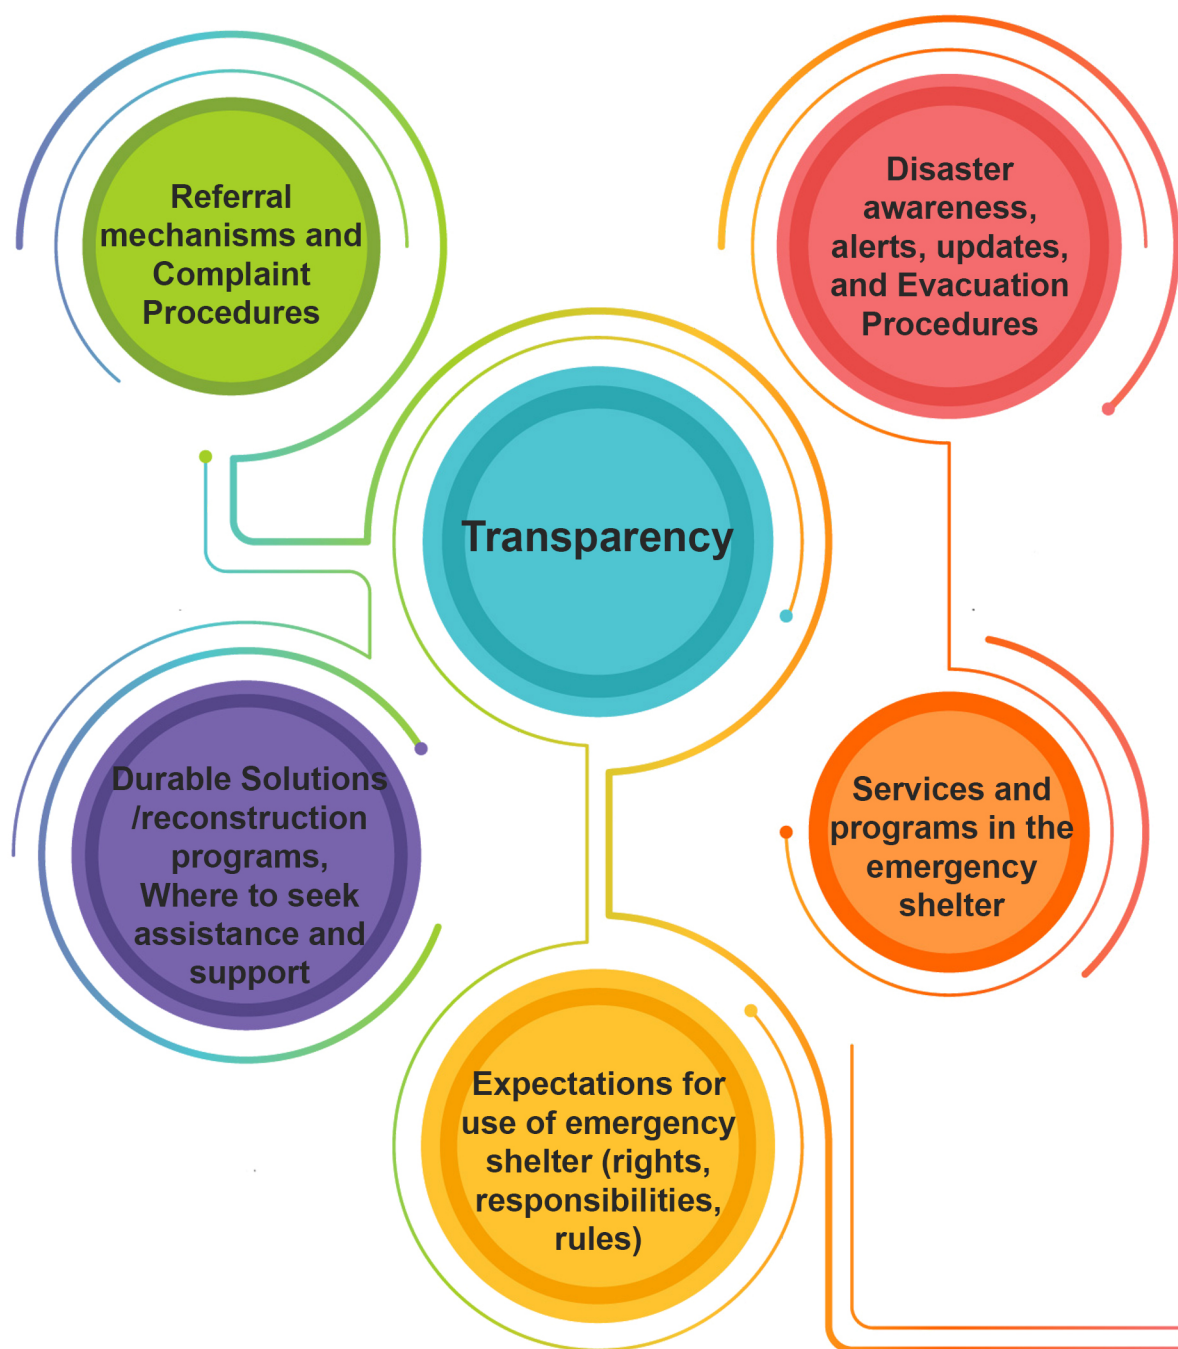 Referral
mechanisms and
Complaint
Procedures
Disaster
awareness,
alerts, updates,
and Evacuation
Procedures
Transparency
Durable Solutions
/reconstruction
programs,
Where to seek
assistance and
support
Services and
programs in the
emergency
shelter
Expectations for
use of emergency
shelter (rights,
responsibilities,
rules)